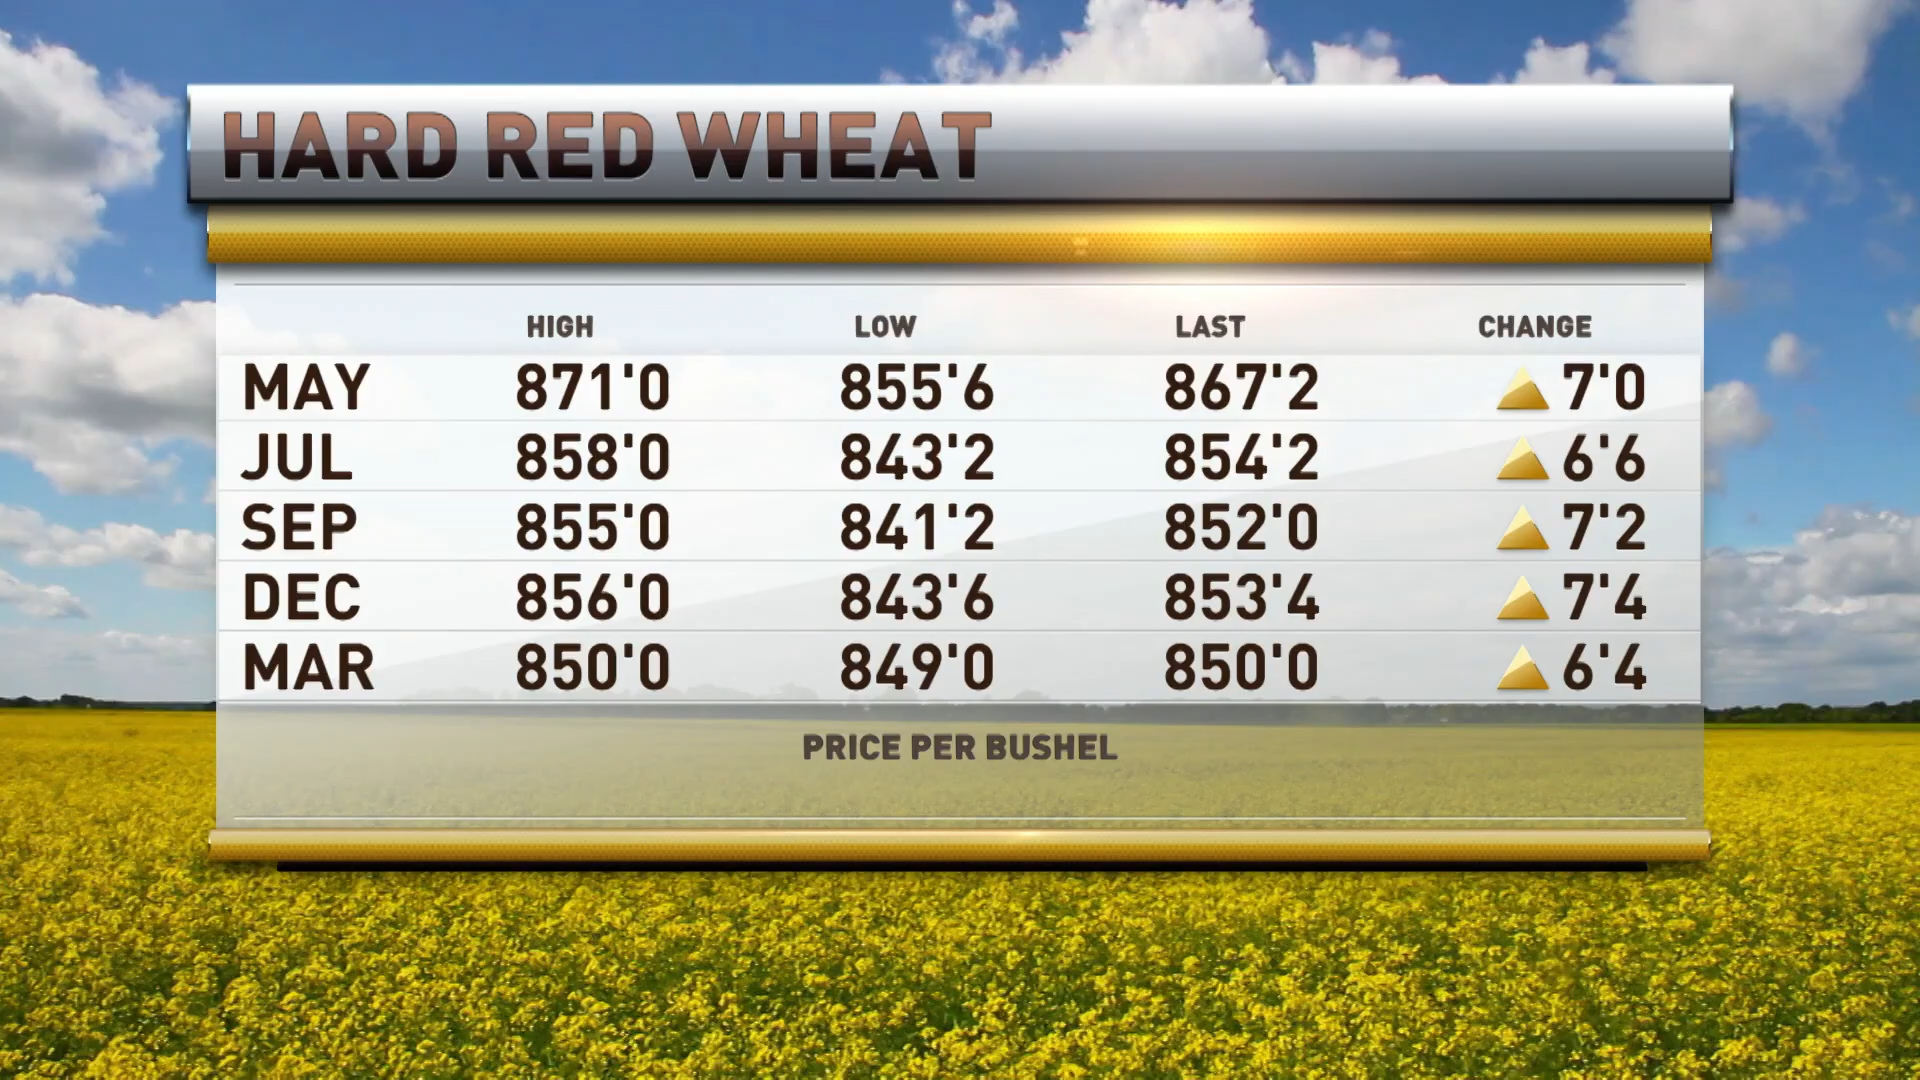 HARD RED WHEAT
HIGH LOW LAST CHANGE
MAY 871'0 855'6 867'2 7'0
JUL 858'0 843'2 854'2 6'6
SEP 855'0 841'2 852'0 7'2
DEC 856'0 843'6 853'4 7'4
MAR 850'0 849'0 850'0 6'4
PRICE PER BUSHEL